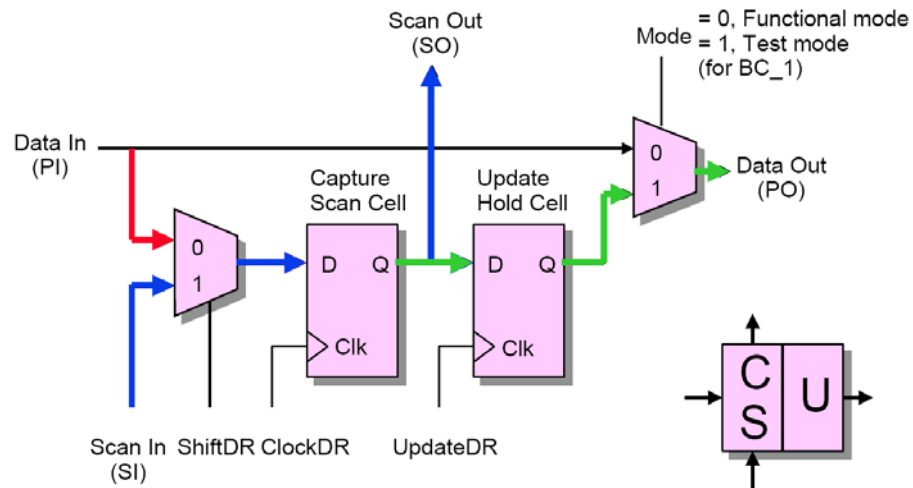 Scan Out
(SO)
Mode
= 0, Functional mode
= 1, Test mode
(for BC_1)
Data In
(PI)
0
1
Data Out
(PO)
Capture
Scan Cell
Update
Hold Cell
0
1
D
Q
Clk
D
Q
Clk
Scan In
(SI)
ShiftDR
ClockDR
UpdateDR
C
S
U